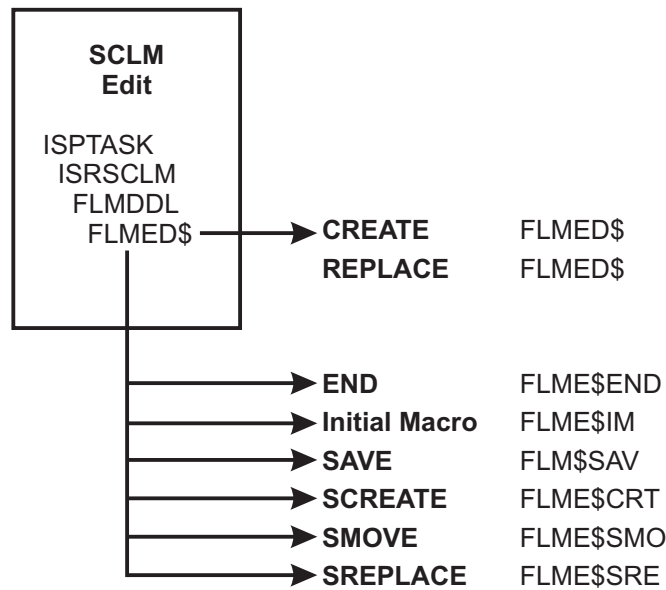 SCLM
Edit
ISPTASK
ISRSCLM
FLMDDL
FLMED$
CREATE FLMED$
REPLACE FLMED$
END FLME$END
Initial Macro FLME$IM
SAVE FLM$SAV
SCREATE FLME$CRT
SMOVE FLME$SMO
SREPLACE FLME$SRE